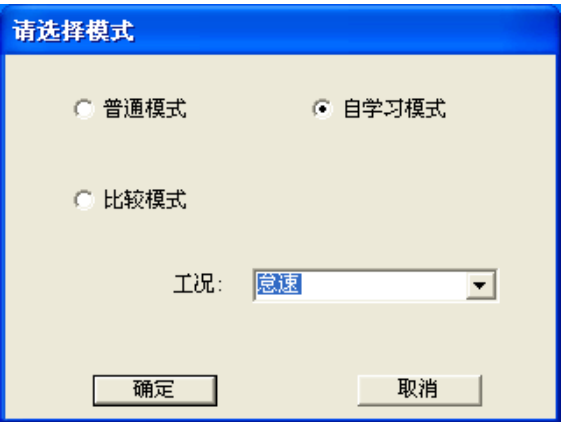 请选择模式
普通模式 自学习模式
比较模式
工况: 怠速
确定 取消